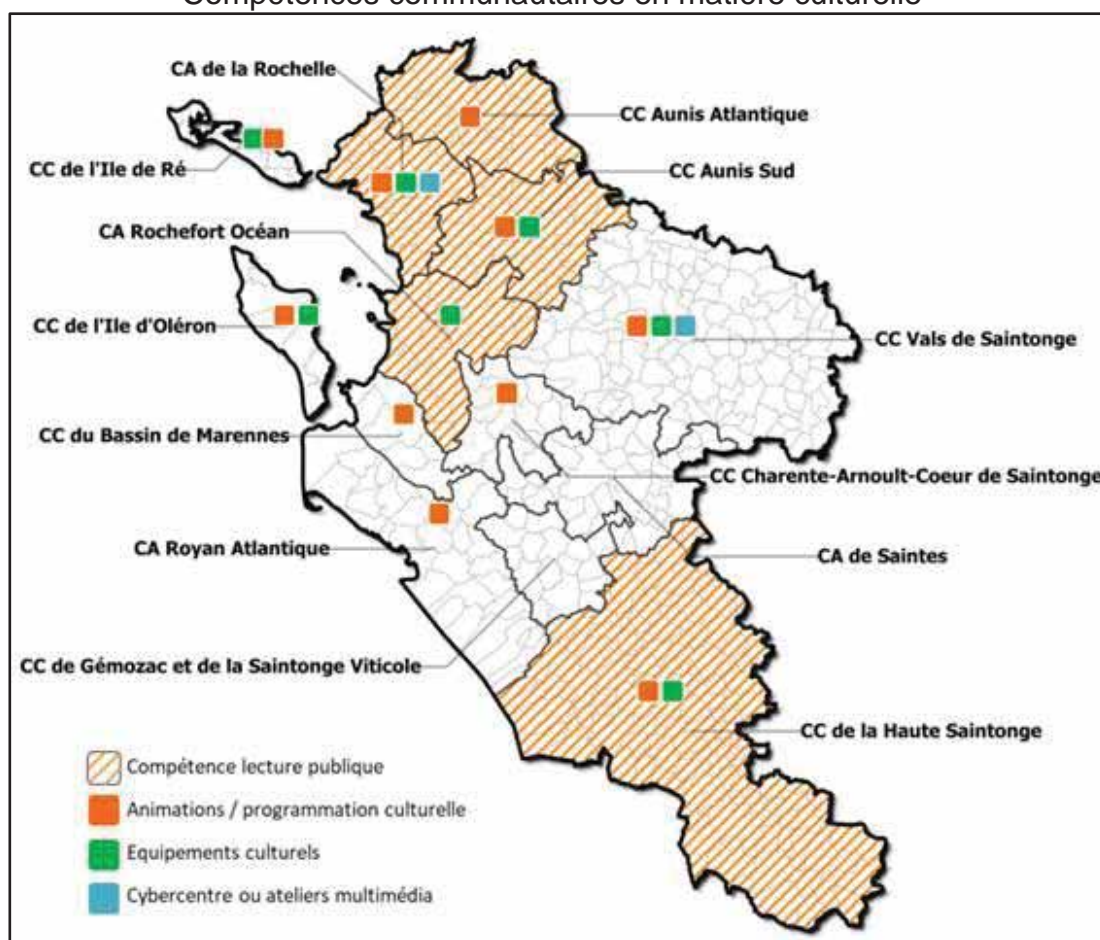 Compétences communautaires en matière culturelle
CA de la Rochelle
CC Aunis Atlantique
CC de l'Ile de Ré
CC Aunis Sud
CA Rochefort Océan
CC de l'Ile d'Oléron
CC Vals de Saintonge
CC du Bassin de Marennes
CC Charente-Arnoult-Coeur de Saintonge
CA Royan Atlantique
CA de Saintes
CC de Gémozac et de la Saintonge Viticole
CC de la Haute Saintonge
Compétence lecture publique
Animations / programmation culturelle
Equipements culturels
Cybercentre ou ateliers multimédia